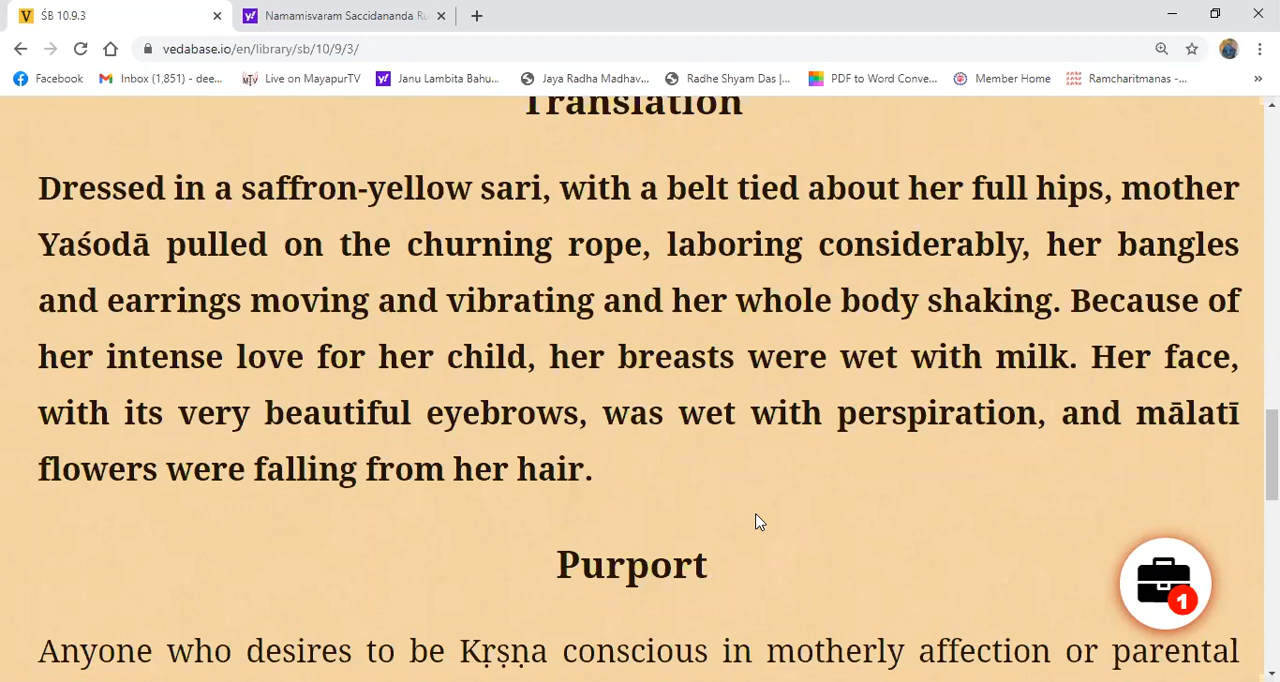 ŚB 10.9.3
Namamisvaram Saccidananda Ru
vedabase.io/en/library/sb/10/9/3/
Facebook
Inbox (1,851) - dee...
Live on MayapurTV
Janu Lambita Bahu...
Jaya Radha Madhav...
Radhe Shyam Das |...
PDF to Word Conve...
Member Home
Ramcharitmanas -...
»
Translation
Dressed in a saffron-yellow sari, with a belt tied about her full hips, mother
Yaśodā pulled on the churning rope, laboring considerably, her bangles
and earrings moving and vibrating and her whole body shaking. Because of
her intense love for her child, her breasts were wet with milk. Her face,
with its very beautiful eyebrows, was wet with perspiration, and mālatī
flowers were falling from her hair.
Purport
1
Anyone who desires to be Kṛṣṇa conscious in motherly affection or parental